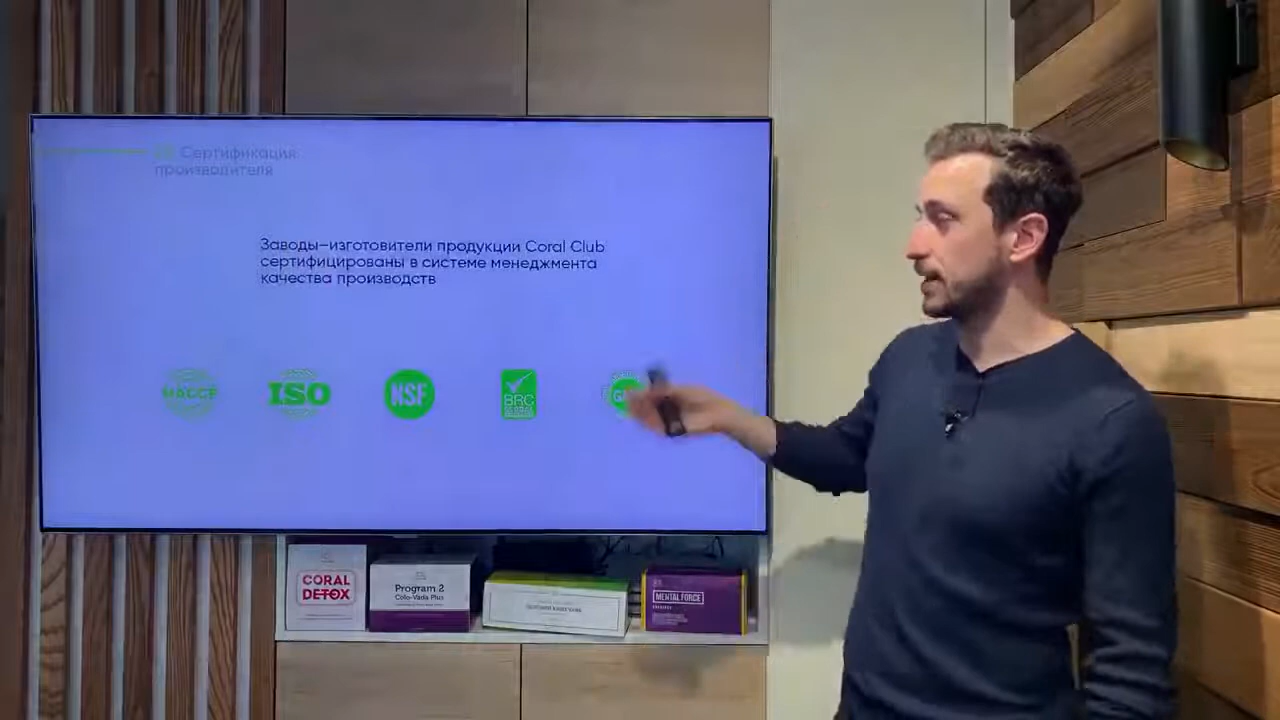 Сертификация
производителя
Заводы-изготовители продукции Coral Club
сертифицированы в системе менеджмента
качества производств
HACCP
ISO
NSF
BRC
GLOBAL
CORAL
DETOX
Program 2
Colo-Vada Plus
MENTAL FORCE